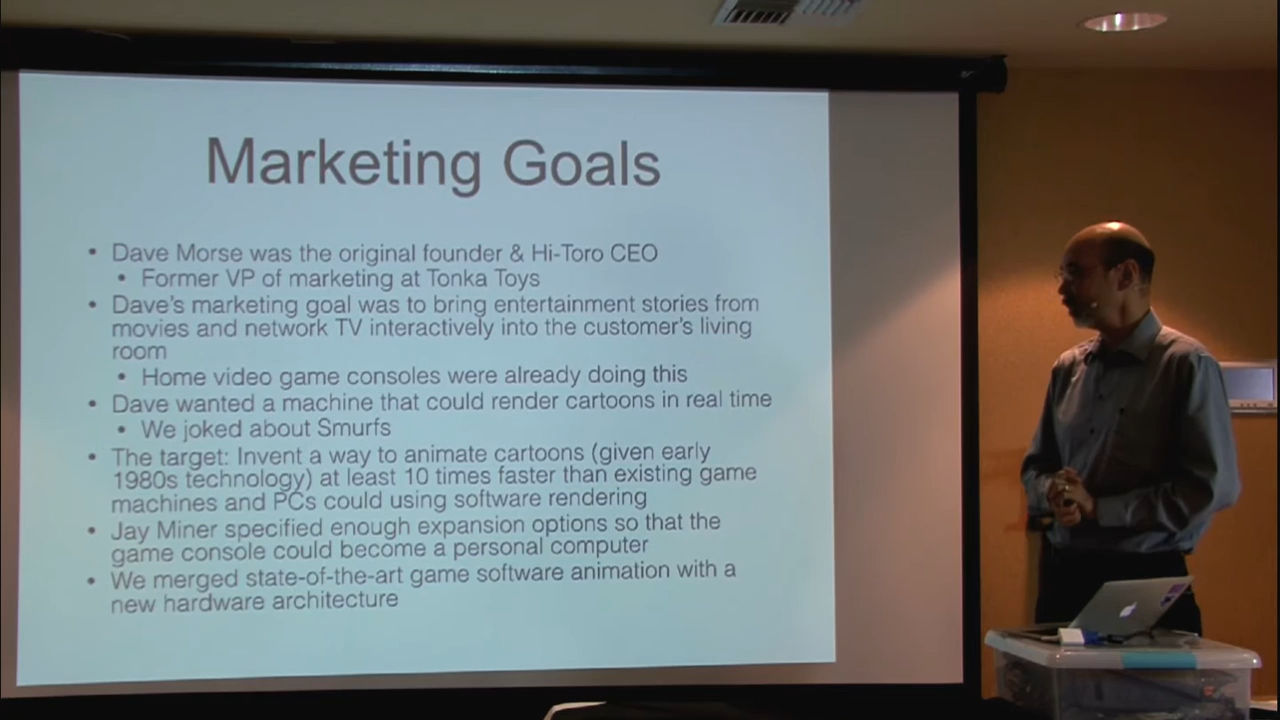 Marketing Goals
• Dave Morse was the original founder & Hi-Toro CEO
• Former VP of marketing at Tonka Toys
• Dave's marketing goal was to bring entertainment stories from
movies and network TV interactively into the customer's living
room
• Home video game consoles were already doing this
• Dave wanted a machine that could render cartoons in real time
• We joked about Smurfs
• The target: Invent a way to animate cartoons (given early
1980s technology) at least 10 times faster than existing game
machines and PCs could using software rendering
• Jay Miner specified enough expansion options so that the
game console could become a personal computer
• We merged state-of-the-art game software animation with a
new hardware architecture